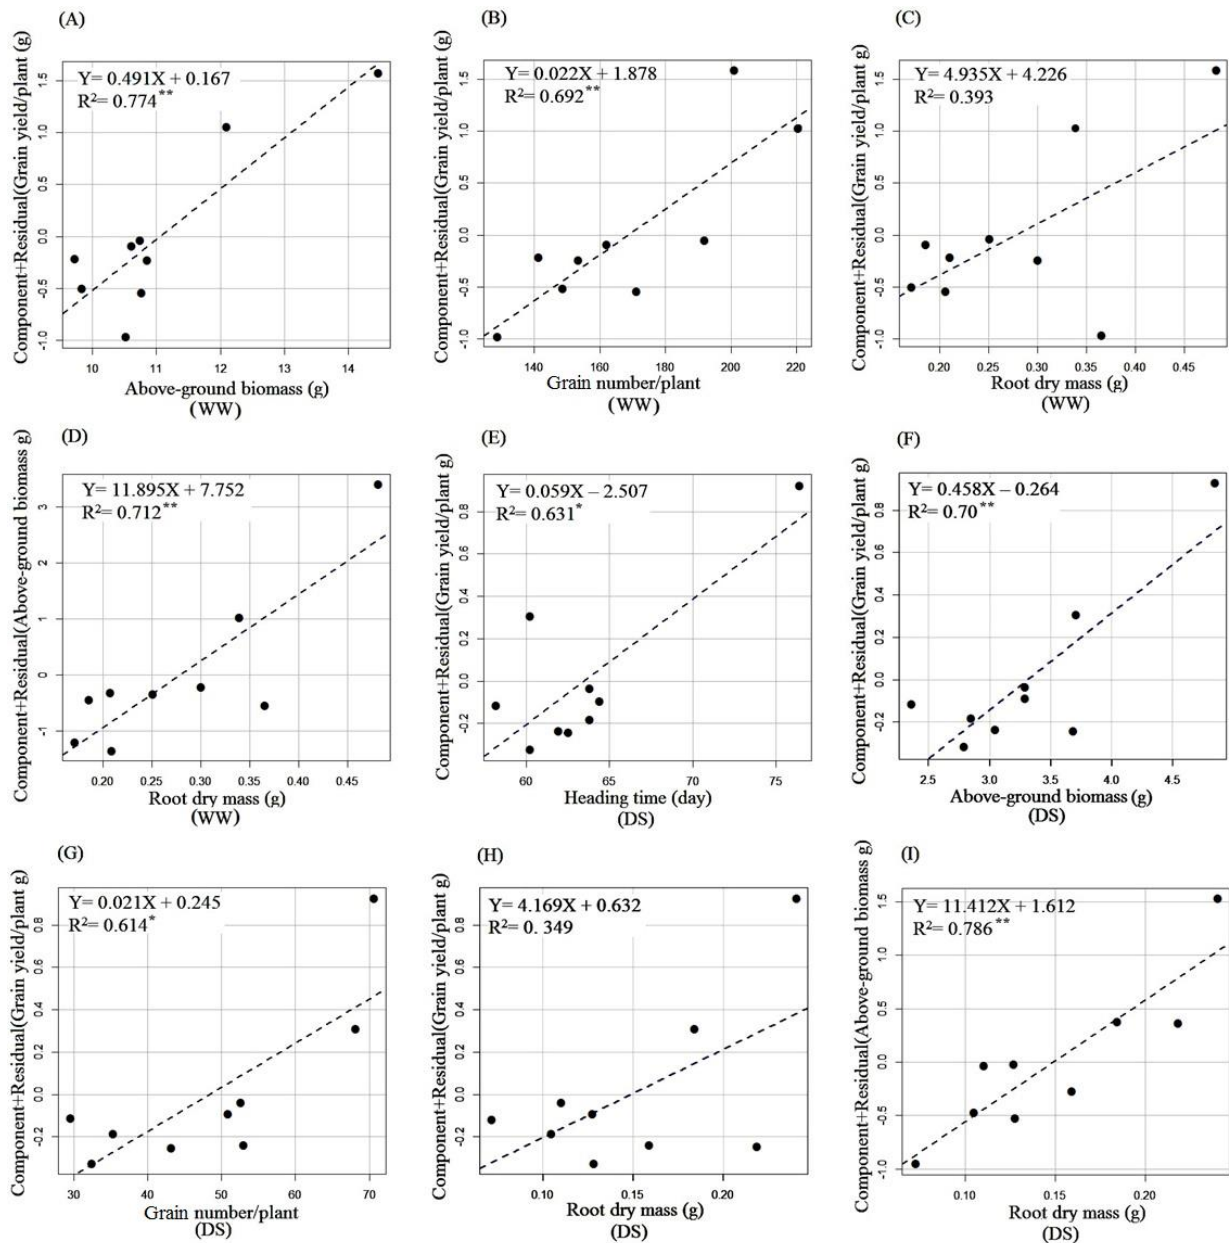 (A)
Component+Residual(Grain yield/plant (g)
Y= 0.491X + 0.167
R²= 0.774**
1.5
1.0
0.5
0.0
-0.5
-1.0
10 11 12 13 14
Above-ground biomass (g)
(WW)
(B)
Component+Residual(Grain yield/plant (g)
Y= 0.022X + 1.878
R²= 0.692**
1.5
1.0
0.5
0.0
-0.5
-1.0
140 160 180 200 220
Grain number/plant
(WW)
(C)
Component+Residual(Grain yield/plant g)
Y= 4.935X + 4.226
R²= 0.393
1.5
1.0
0.5
0.0
-0.5
-1.0
0.20 0.25 0.30 0.35 0.40 0.45
Root dry mass (g)
(WW)
(D)
Component+Residual(Above-ground biomass g)
Y= 11.895X + 7.752
R²= 0.712**
3
2
1
0
-1
0.20 0.25 0.30 0.35 0.40 0.45
Root dry mass (g)
(WW)
(E)
Component+Residual(Grain yield/plant g)
Y= 0.059X – 2.507
R²= 0.631*
0.8
0.6
0.4
0.2
0.0
-0.2
60 65 70 75
Heading time (day)
(DS)
(F)
Component+Residual(Grain yield/plant g)
Y= 0.458X – 0.264
R²= 0.70**
0.8
0.6
0.4
0.2
0.0
-0.2
2.5 3.0 3.5 4.0 4.5
Above-ground biomass (g)
(DS)
(G)
Component+Residual(Grain yield/plant g)
Y= 0.021X + 0.245
R²= 0.614*
0.8
0.6
0.4
0.2
0.0
-0.2
30 40 50 60 70
Grain number/plant
(DS)
(H)
Component+Residual(Grain yield/plant g)
Y= 4.169X + 0.632
R²= 0. 349
0.8
0.6
0.4
0.2
0.0
-0.2
0.10 0.15 0.20
Root dry mass (g)
(DS)
(I)
Component+Residual(Above-ground biomass g)
Y= 11.412X + 1.612
R²= 0.786**
1.5
1.0
0.5
0.0
-0.5
-1.0
0.10 0.15 0.20
Root dry mass (g)
(DS)